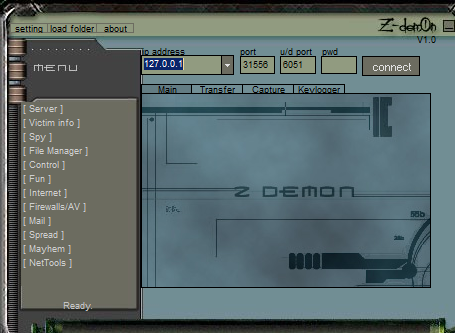 setting load folder about
Z-dem0n
V1.0
ip address port u/d port pwd
127.0.0.1 31556 6051 connect
MENU
Main Transfer Capture Keylogger
[ Server ]
[ Victim info ]
[ Spy ]
[ File Manager ]
[ Control ]
[ Fun ]
[ Internet ]
[ Firewalls/AV ]
[ Mail ]
[ Spread ]
[ Mayhem ]
[ NetTools ]
Z DEMON
55b
Ready.